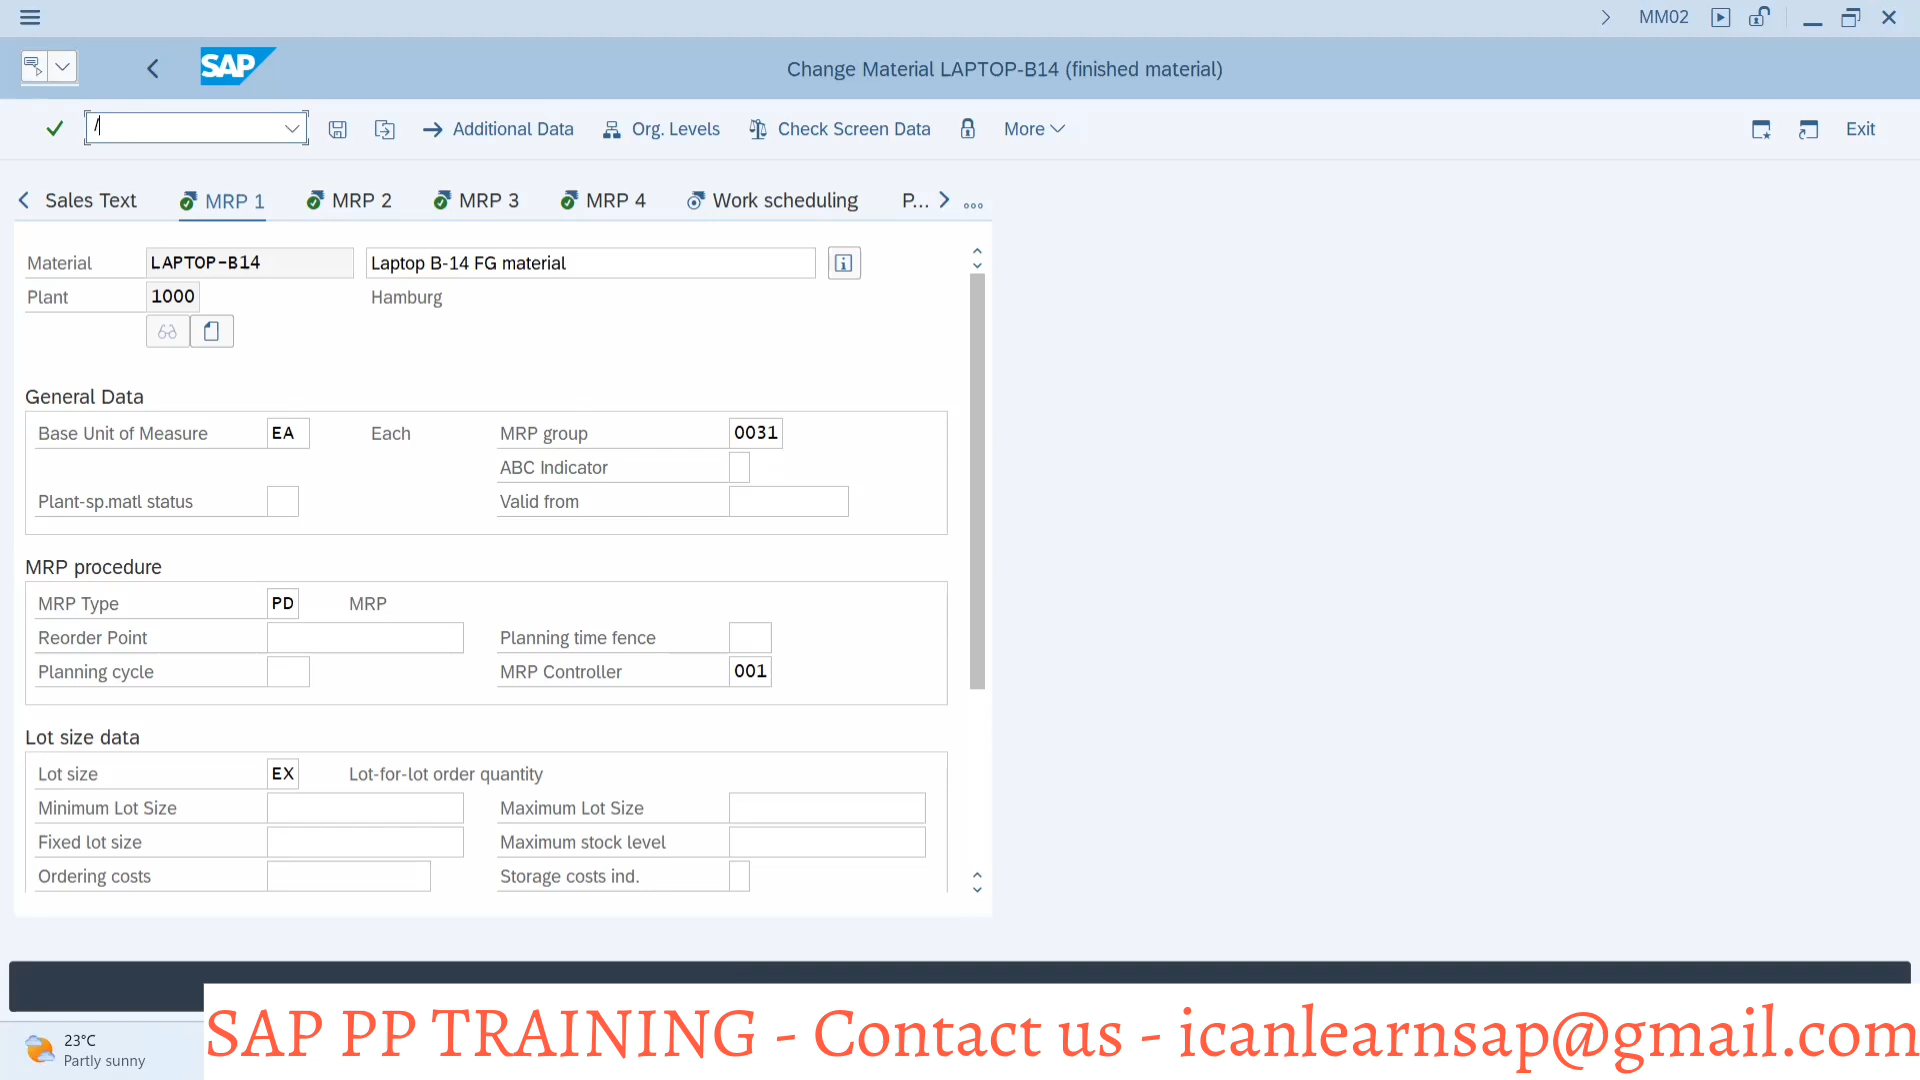 MM02
SAP
Change Material LAPTOP-B14 (finished material)
/
Additional Data
Org. Levels
Check Screen Data
More
Exit
Sales Text
MRP 1
MRP 2
MRP 3
MRP 4
Work scheduling
P...
Material LAPTOP-B14 Laptop B-14 FG material
Plant 1000 Hamburg
General Data
Base Unit of Measure EA Each MRP group 0031
ABC Indicator
Plant-sp.matl status Valid from
MRP procedure
MRP Type PD MRP
Reorder Point Planning time fence
Planning cycle MRP Controller 001
Lot size data
Lot size EX Lot-for-lot order quantity
Minimum Lot Size Maximum Lot Size
Fixed lot size Maximum stock level
Ordering costs Storage costs ind.
23°C
Partly sunny
SAP PP TRAINING - Contact us - icanlearnsap@gmail.com